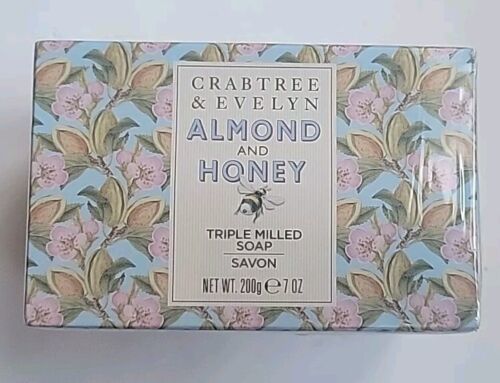 CRABTREE
& EVELYN
ALMOND
AND
HONEY
TRIPLE MILLED
SOAP
SAVON
NET WT. 200g ℮ 7 OZ